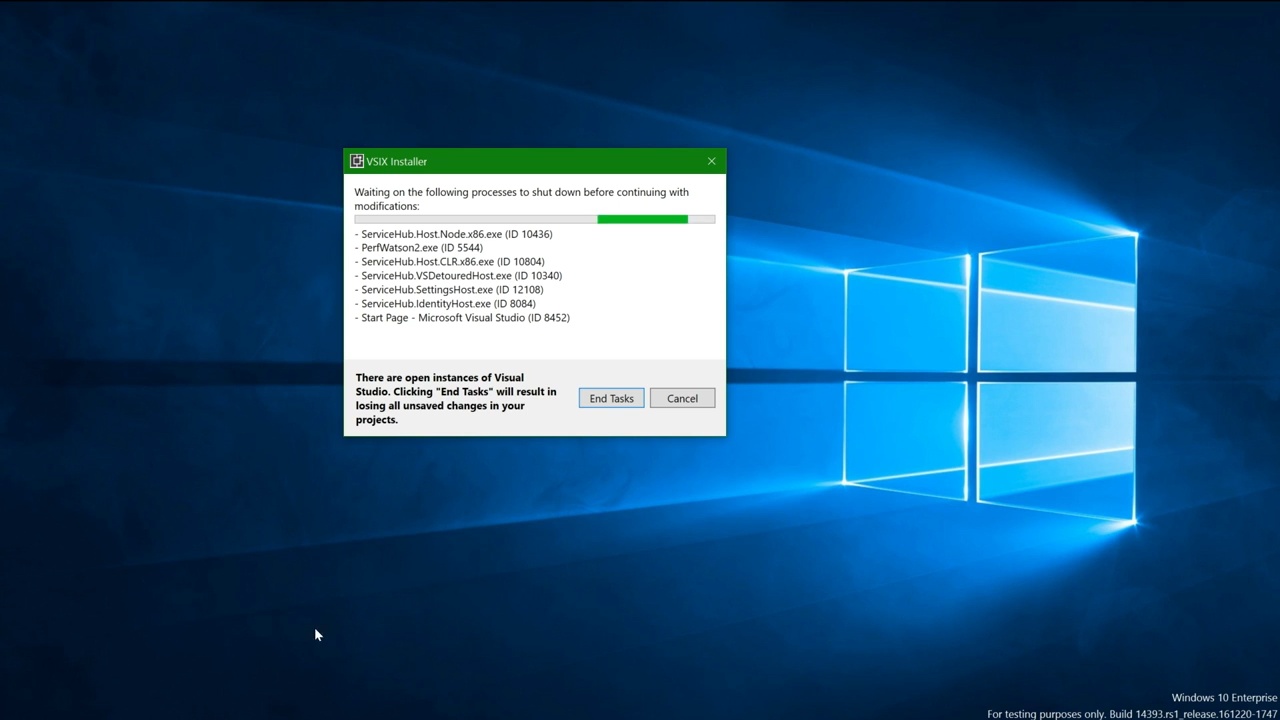 VSIX Installer
Waiting on the following processes to shut down before continuing with
modifications:
- ServiceHub.Host.Node.x86.exe (ID 10436)
- PerfWatson2.exe (ID 5544)
- ServiceHub.Host.CLR.x86.exe (ID 10804)
- ServiceHub.VSDetouredHost.exe (ID 10340)
- ServiceHub.SettingsHost.exe (ID 12108)
- ServiceHub.IdentityHost.exe (ID 8084)
- Start Page - Microsoft Visual Studio (ID 8452)
There are open instances of Visual
Studio. Clicking "End Tasks" will result in
losing all unsaved changes in your
projects.
End Tasks
Cancel
Windows 10 Enterprise
For testing purposes only. Build 14393.rs1_release.161220-1747